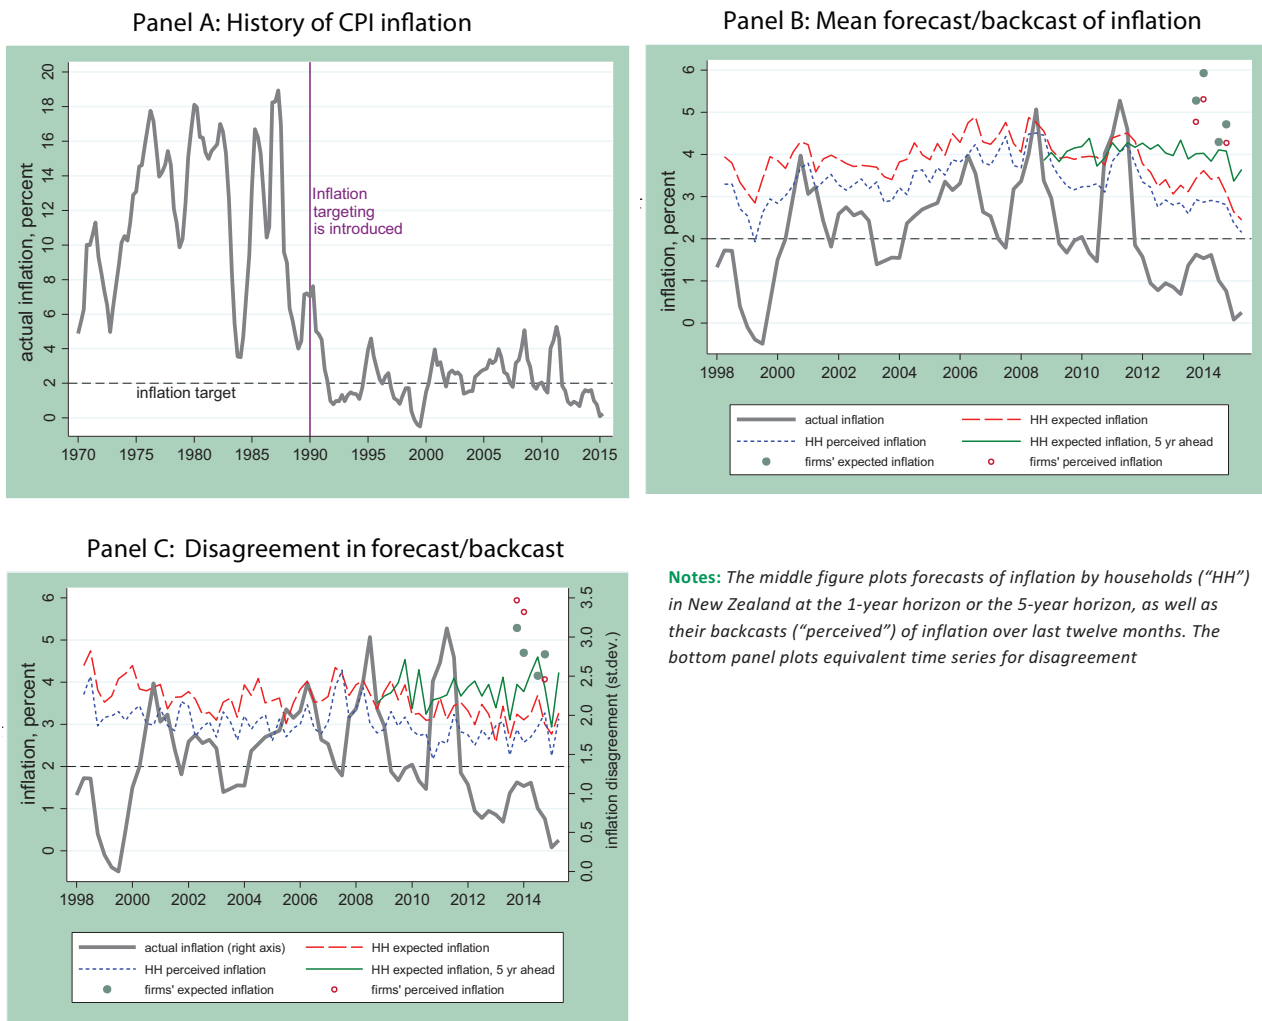 Panel A: History of CPI inflation
actual inflation, percent
20
18
16
14
12
10
8
6
4
2
0
Inflation
targeting
is introduced
inflation target
1970 1975 1980 1985 1990 1995 2000 2005 2010 2015
Panel B: Mean forecast/backcast of inflation
inflation, percent
6
5
4
3
2
1
0
1998 2000 2002 2004 2006 2008 2010 2012 2014
actual inflation HH expected inflation
HH perceived inflation HH expected inflation, 5 yr ahead
firms' expected inflation firms' perceived inflation
Panel C: Disagreement in forecast/backcast
inflation, percent
6
5
4
3
2
1
0
3.5
3.0
2.5
2.0
1.5
1.0
0.5
0.0
inflation disagreement (st.dev.)
1998 2000 2002 2004 2006 2008 2010 2012 2014
actual inflation (right axis) HH expected inflation
HH perceived inflation HH expected inflation, 5 yr ahead
firms' expected inflation firms' perceived inflation
Notes: The middle figure plots forecasts of inflation by households (“HH”)
in New Zealand at the 1-year horizon or the 5-year horizon, as well as
their backcasts (“perceived”) of inflation over last twelve months. The
bottom panel plots equivalent time series for disagreement